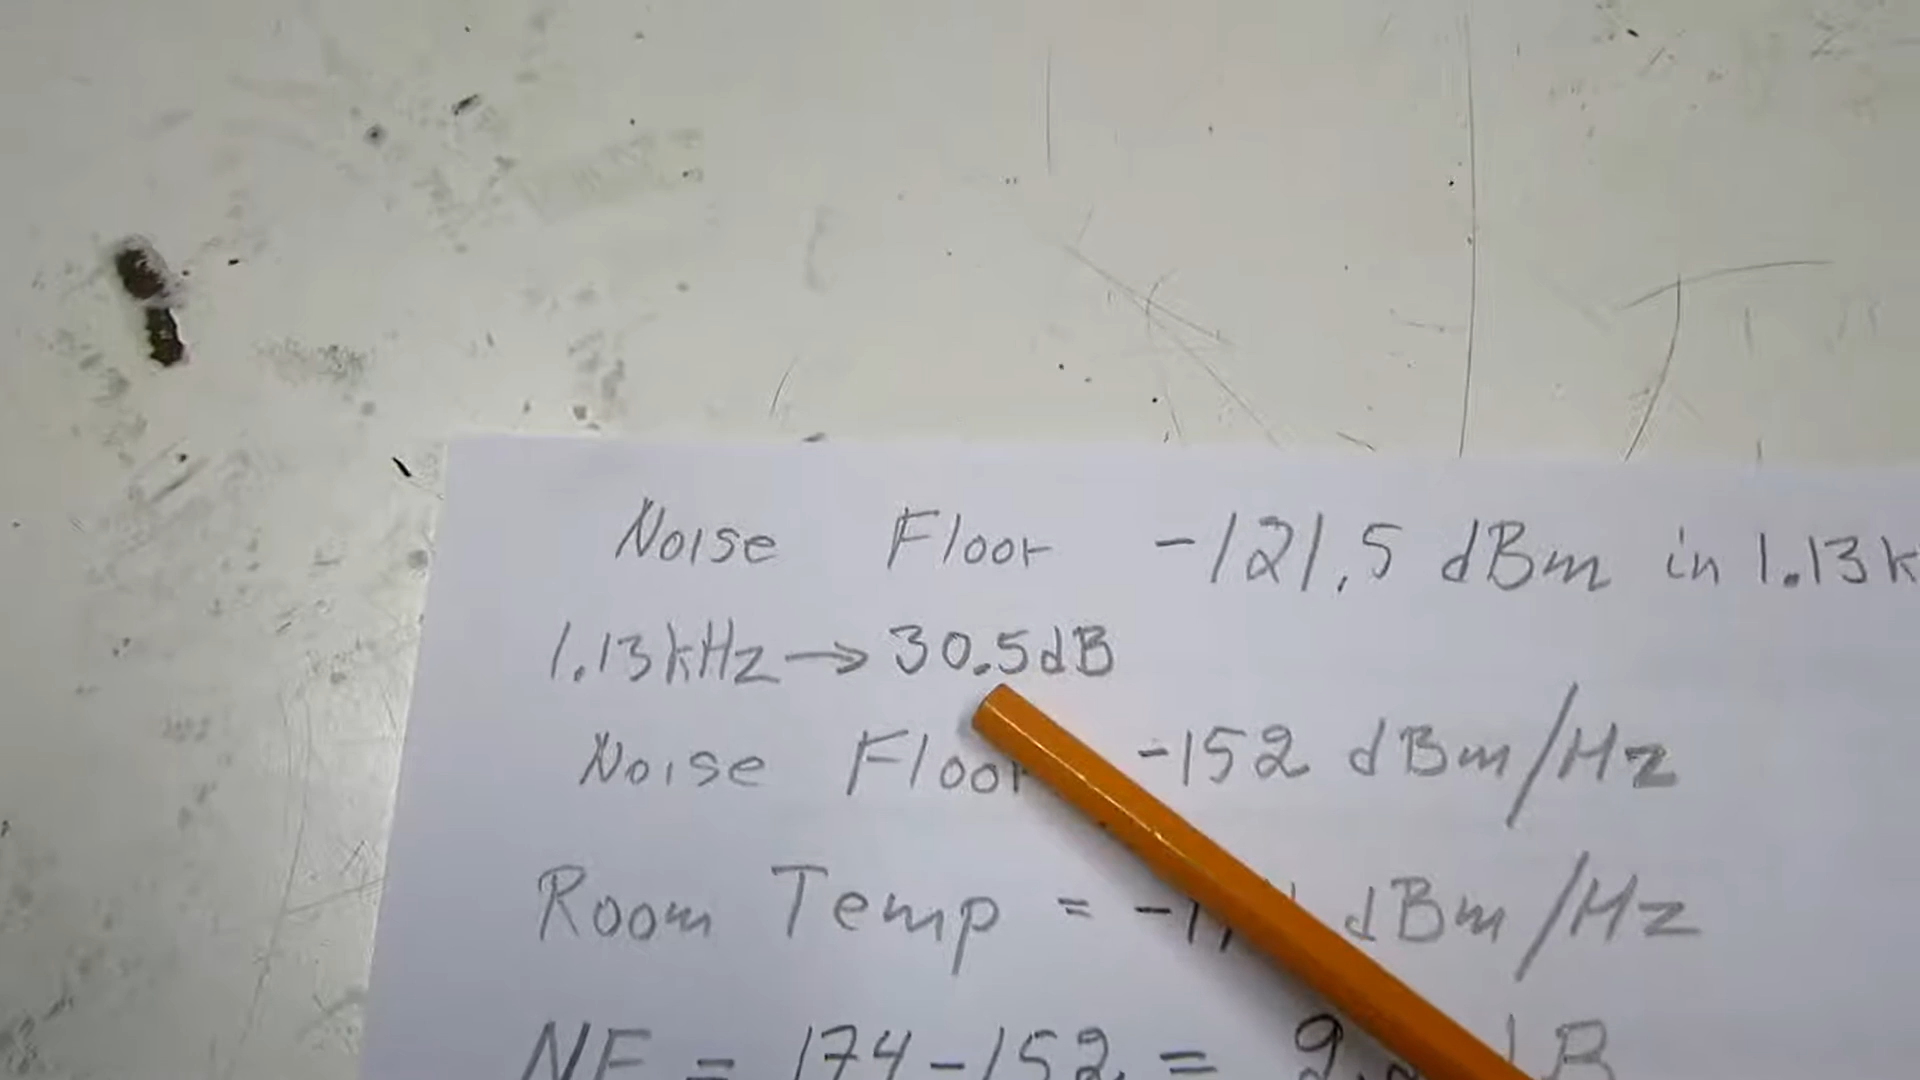 Noise Floor -121.5 dBm in 1.13k
1.13kHz → 30.5dB
Noise Floor -152 dBm/Hz
Room Temp = dBm/Hz
NF = 174-152 =